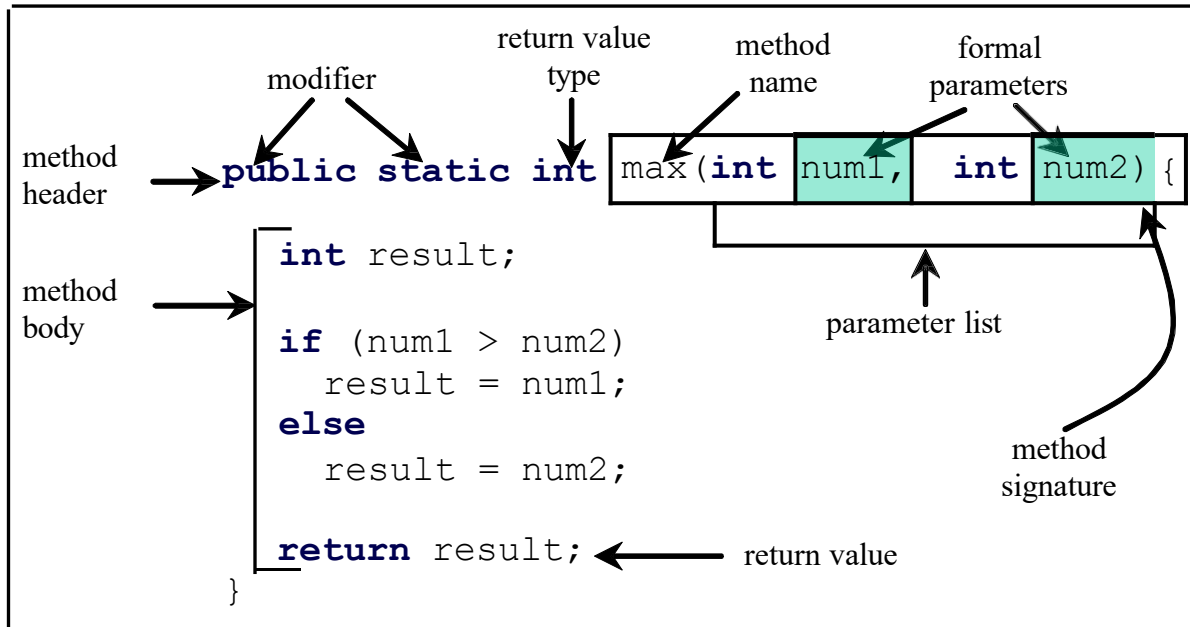 return value
type
method
name
formal
parameters
modifier
method
header
public static int max(int num1, int num2) {
int result;
method
body
parameter list
if (num1 > num2)
result = num1;
else
result = num2;
method
signature
return result;
return value
}